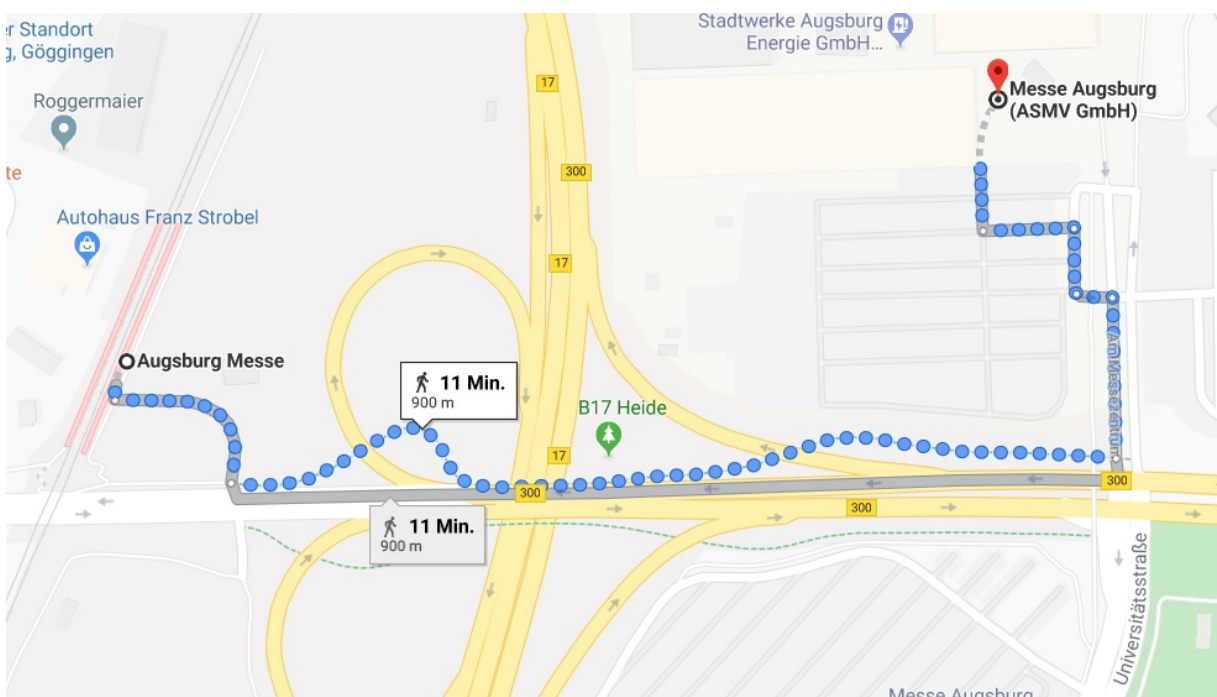 r Standort
g, Göggingen
Roggermaier
te
Autohaus Franz Strobel
Augsburg Messe
17
300
17
Stadtwerke Augsburg
Energie GmbH...
Messe Augsburg
(ASMV GmbH)
11 Min.
900 m
B17 Heide
17
300
11 Min.
900 m
300
300
Am Messezentrum
Universitätsstraße
Messe Augsburg